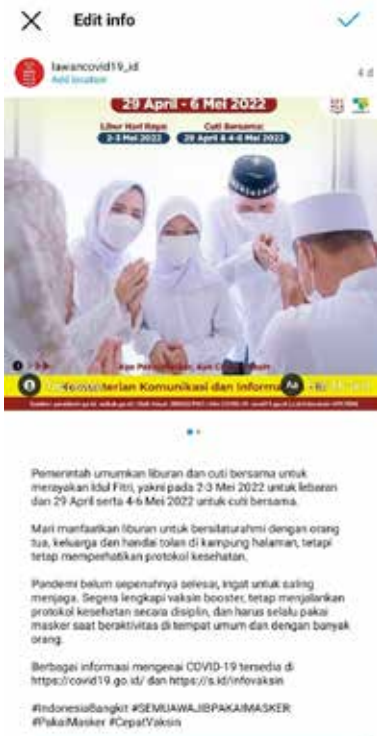 Edit info
lawancovid19_id
Add location
4 d
29 April - 6 Mei 2022
Libur Hari Raya:
2-3 Mei 2022
Cuti Bersama:
29 April & 4-6 Mei 2022
Kementerian Komunikasi dan
Aa
Pemerintah umumkan liburan dan cuti bersama untuk
merayakan Idul Fitri, yakni pada 2-3 Mei 2022 untuk lebaran
dan 29 April serta 4-6 Mei 2022 untuk cuti bersama.
Mari manfaatkan liburan untuk bersilaturahmi dengan orang
tua, keluarga dan handai tolan di kampung halaman, tetapi
tetap memperhatikan protokol kesehatan.
Pandemi belum sepenuhnya selesai, ingat untuk saling
menjaga. Segera lengkapi vaksin booster, tetap menjalankan
protokol kesehatan secara disiplin, dan harus selalu pakai
masker saat beraktivitas di tempat umum dan dengan banyak
orang.
Berbagai informasi mengenai COVID-19 tersedia di
https://covid19.go.id/ dan https://s.id/infovaksin
#IndonesiaBangkit #SEMUAWAJIBPAKAIMASKER
#PakaiMasker #CepatVaksin